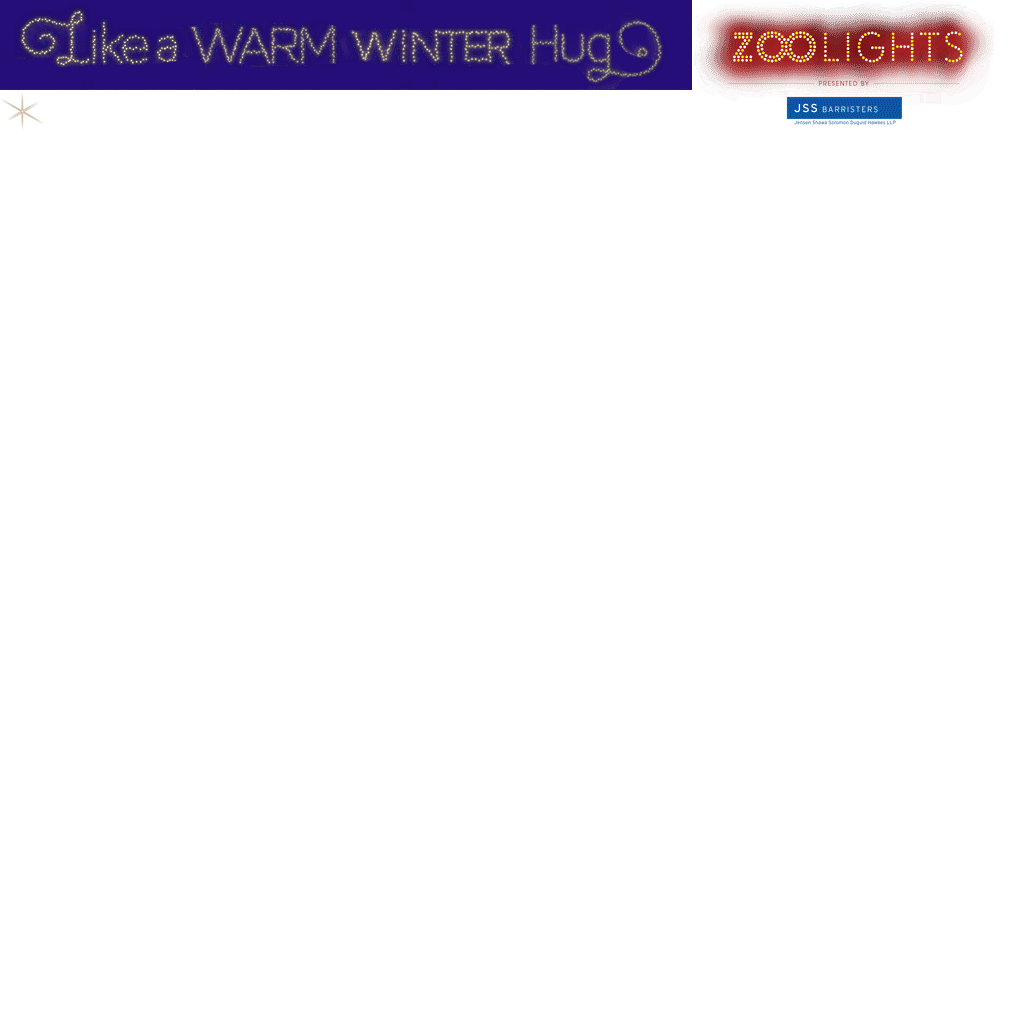 Like a WARM WINTER Hug
ZOOLIGHTS
PRESENTED BY
JSS BARRISTERS
Jensen Shawa Solomon Duguid Hawkes LLP